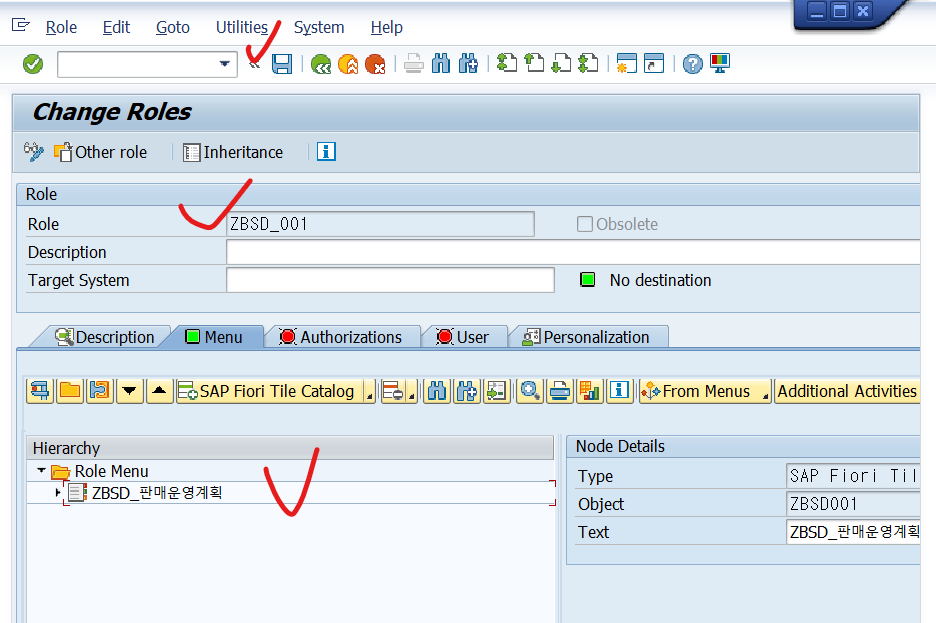 Role Edit Goto Utilities System Help
Change Roles
Other role Inheritance
Role
Role ZBSD_001 Obsolete
Description
Target System No destination
Description Menu Authorizations User Personalization
SAP Fiori Tile Catalog From Menus Additional Activities
Hierarchy
Role Menu
ZBSD_판매운영계획
Node Details
Type SAP Fiori Til
Object ZBSD001
Text ZBSD_판매운영계획